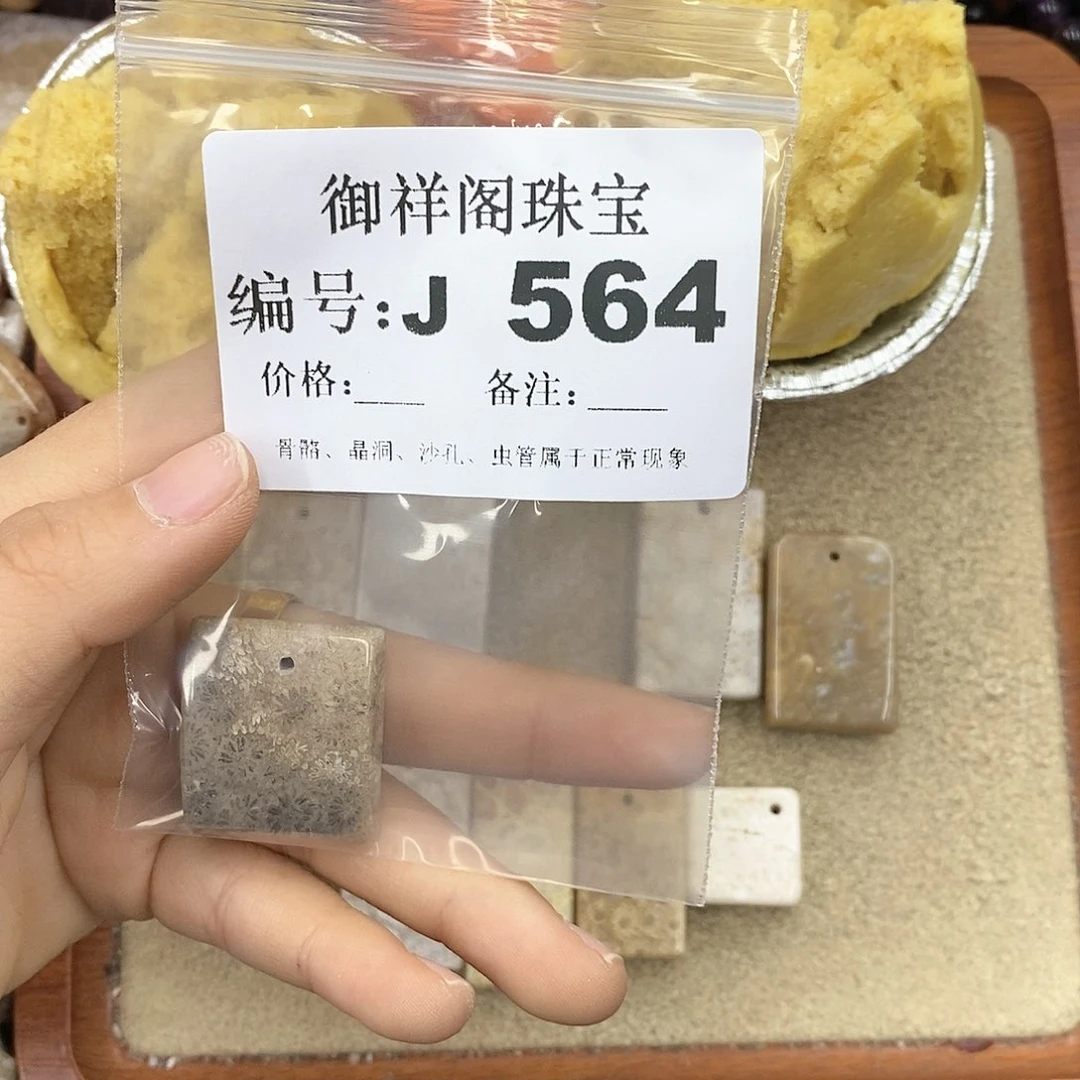 御祥阁珠宝
编号:J 564
价格:____ 备注:_____
骨骼、晶洞、沙孔、虫管属于正常现象